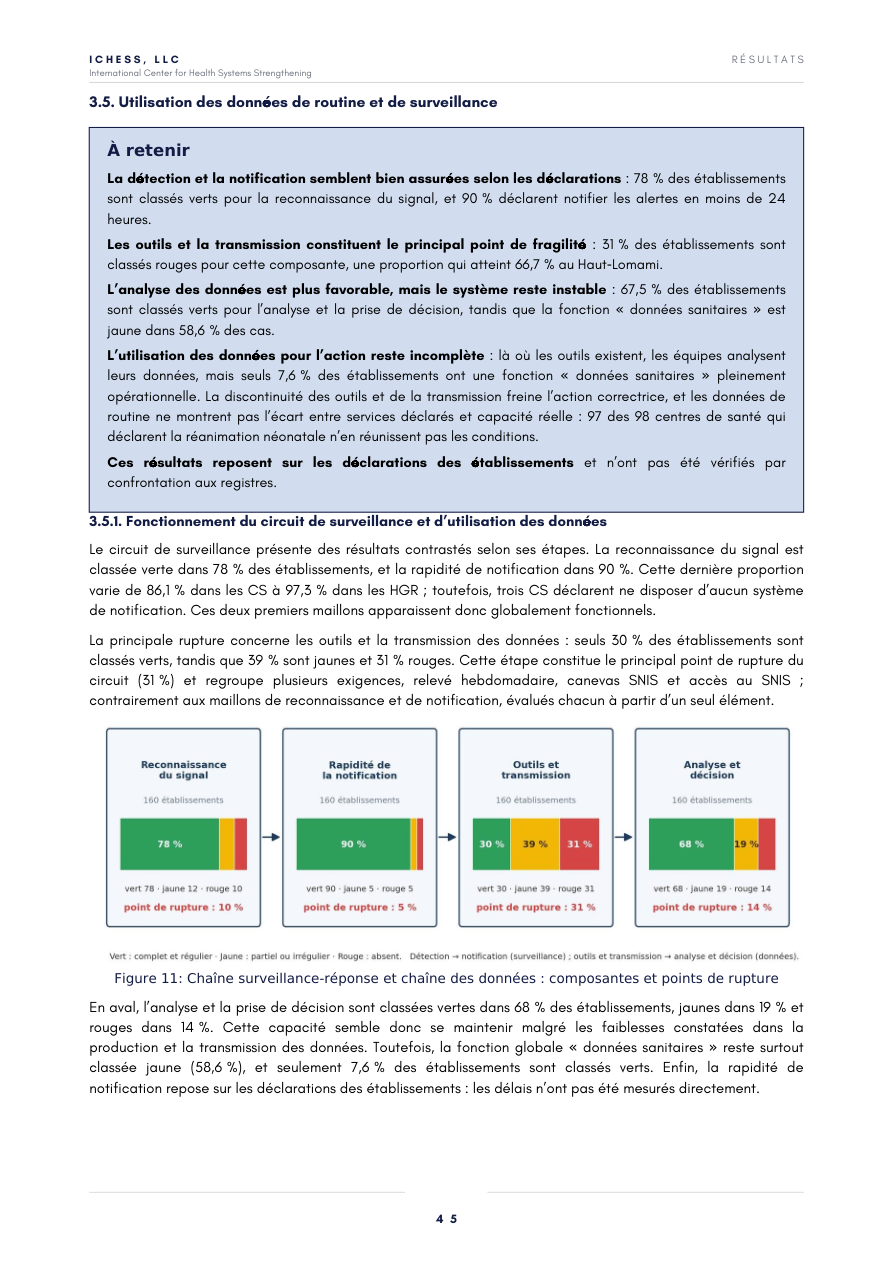 ICHESS, LLC
RÉSULTATS
International Center for Health Systems Strengthening
3.5. Utilisation des données de routine et de surveillance
À retenir
La détection et la notification semblent bien assurées selon les déclarations : 78 % des établissements
sont classés verts pour la reconnaissance du signal, et 90 % déclarent notifier les alertes en moins de 24
heures.
Les outils et la transmission constituent le principal point de fragilité : 31 % des établissements sont
classés rouges pour cette composante, une proportion qui atteint 66,7 % au Haut-Lomami.
L’analyse des données est plus favorable, mais le système reste instable : 67,5 % des établissements
sont classés verts pour l’analyse et la prise de décision, tandis que la fonction « données sanitaires » est
jaune dans 58,6 % des cas.
L’utilisation des données pour l’action reste incomplète : là où les outils existent, les équipes analysent
leurs données, mais seuls 7,6 % des établissements ont une fonction « données sanitaires » pleinement
opérationnelle. La discontinuité des outils et de la transmission freine l’action correctrice, et les données de
routine ne montrent pas l’écart entre services déclarés et capacité réelle : 97 des 98 centres de santé qui
déclarent la réanimation néonatale n’en réunissent pas les conditions.
Ces résultats reposent sur les déclarations des établissements et n’ont pas été vérifiés par
confrontation aux registres.
3.5.1. Fonctionnement du circuit de surveillance et d’utilisation des données
Le circuit de surveillance présente des résultats contrastés selon ses étapes. La reconnaissance du signal est
classée verte dans 78 % des établissements, et la rapidité de notification dans 90 %. Cette dernière proportion
varie de 86,1 % dans les CS à 97,3 % dans les HGR ; toutefois, trois CS déclarent ne disposer d’aucun système
de notification. Ces deux premiers maillons apparaissent donc globalement fonctionnels.
La principale rupture concerne les outils et la transmission des données : seuls 30 % des établissements sont
classés verts, tandis que 39 % sont jaunes et 31 % rouges. Cette étape constitue le principal point de rupture du
circuit (31 %) et regroupe plusieurs exigences, relevé hebdomadaire, canevas SNIS et accès au SNIS ;
contrairement aux maillons de reconnaissance et de notification, évalués chacun à partir d’un seul élément.
Reconnaissance
du signal
160 établissements
78 %
vert 78 · jaune 12 · rouge 10
point de rupture : 10 %
Rapidité de
la notification
160 établissements
90 %
vert 90 · jaune 5 · rouge 5
point de rupture : 5 %
Outils et
transmission
160 établissements
30 % 39 % 31 %
vert 30 · jaune 39 · rouge 31
point de rupture : 31 %
Analyse et
décision
160 établissements
68 % 19 %
vert 68 · jaune 19 · rouge 14
point de rupture : 14 %
Vert : complet et régulier · Jaune : partiel ou irrégulier · Rouge : absent. Détection → notification (surveillance) ; outils et transmission → analyse et décision (données).
Figure 11: Chaîne surveillance-réponse et chaîne des données : composantes et points de rupture
En aval, l’analyse et la prise de décision sont classées vertes dans 68 % des établissements, jaunes dans 19 % et
rouges dans 14 %. Cette capacité semble donc se maintenir malgré les faiblesses constatées dans la
production et la transmission des données. Toutefois, la fonction globale « données sanitaires » reste surtout
classée jaune (58,6 %), et seulement 7,6 % des établissements sont classés verts. Enfin, la rapidité de
notification repose sur les déclarations des établissements : les délais n’ont pas été mesurés directement.
45